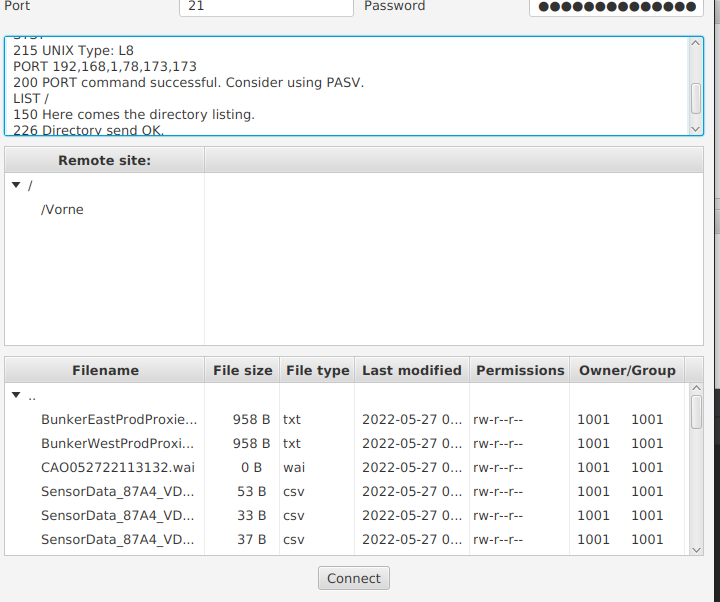 Port 21 Password ●●●●●●●●●●●●●●
215 UNIX Type: L8
PORT 192,168,1,78,173,173
200 PORT command successful. Consider using PASV.
LIST /
150 Here comes the directory listing.
226 Directory send OK.
Remote site:
/
/Vorne
Filename File size File type Last modified Permissions Owner/Group
..
BunkerEastProdProxie... 958 B txt 2022-05-27 0... rw-r--r-- 1001 1001
BunkerWestProdProxi... 958 B txt 2022-05-27 0... rw-r--r-- 1001 1001
CAO052722113132.wai 0 B wai 2022-05-27 0... rw-r--r-- 1001 1001
SensorData_87A4_VD... 53 B csv 2022-05-27 0... rw-r--r-- 1001 1001
SensorData_87A4_VD... 33 B csv 2022-05-27 0... rw-r--r-- 1001 1001
SensorData_87A4_VD... 37 B csv 2022-05-27 0... rw-r--r-- 1001 1001
Connect